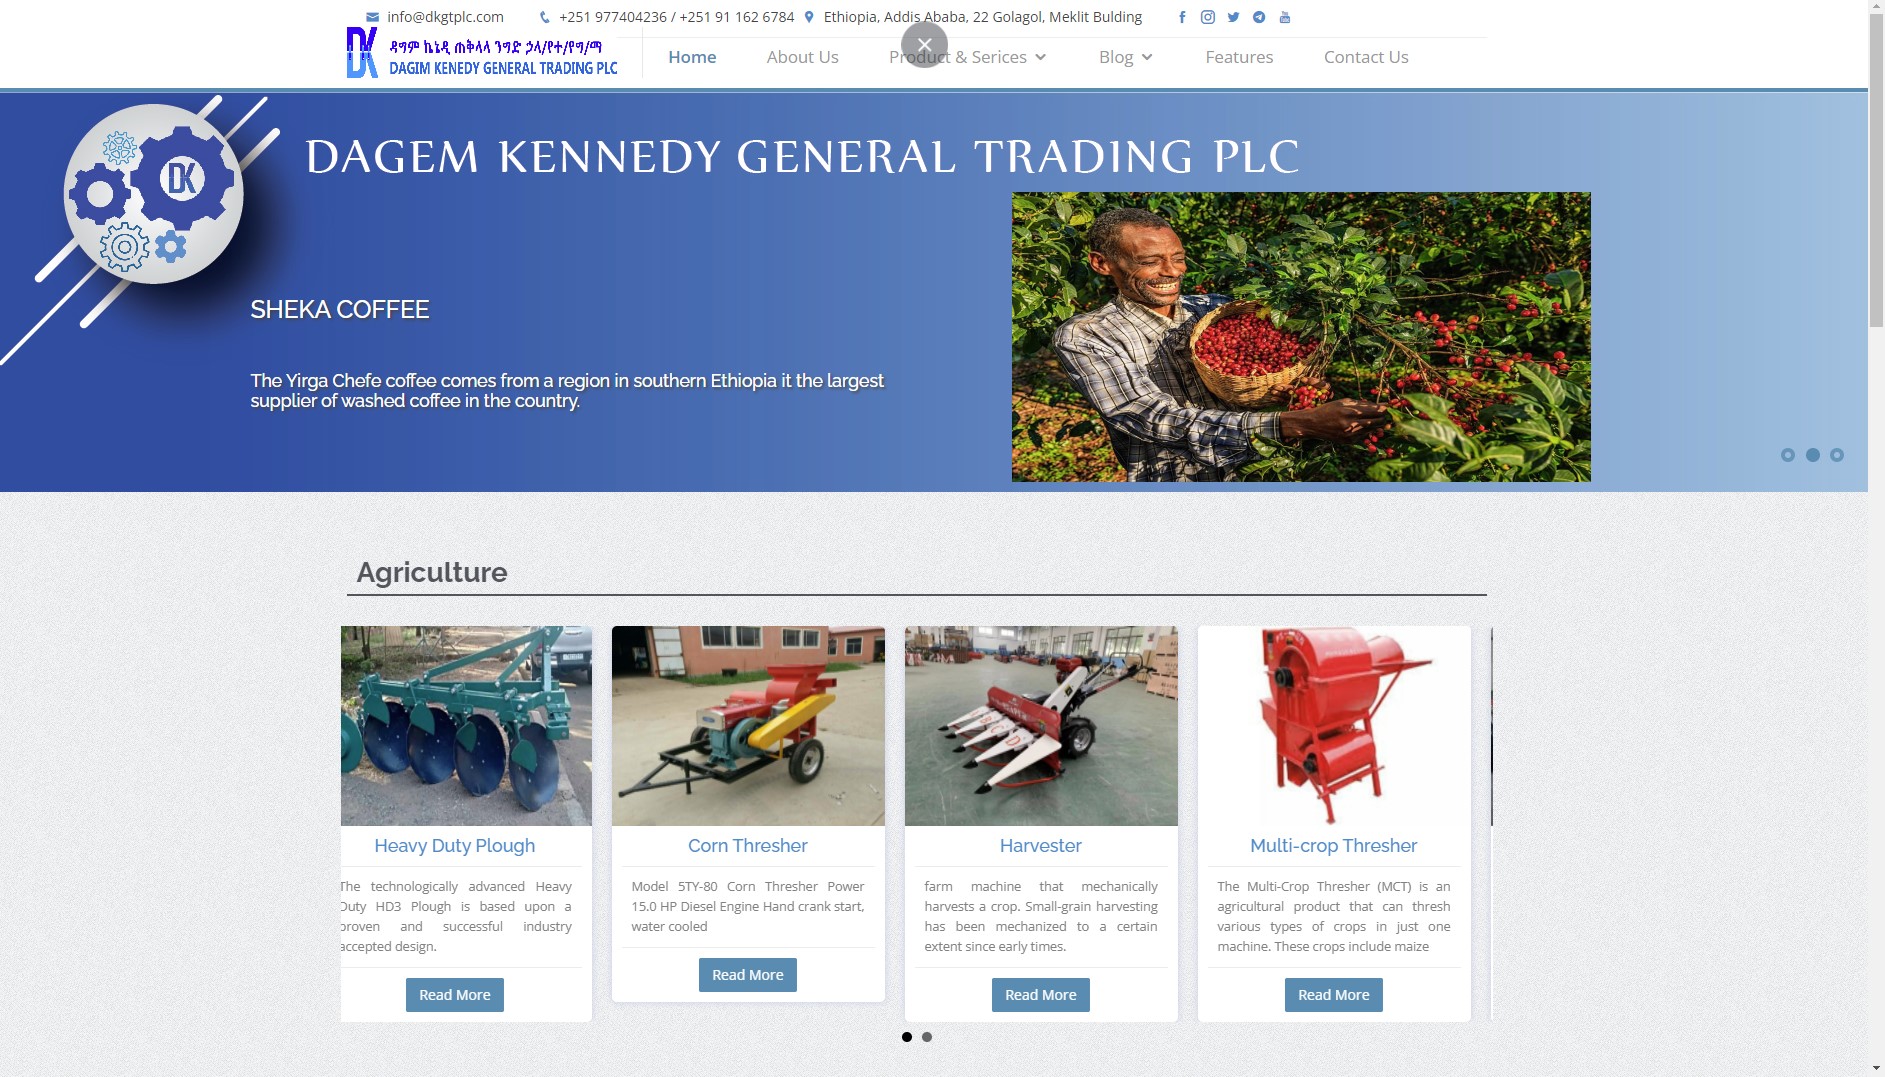 info@dkgtplc.com +251 977404236 / +251 91 162 6784 Ethiopia, Addis Ababa, 22 Golagol, Meklit Bulding
ዳግም ኬኔዲ ጠቅላላ ንግድ ኃላ/የተ/የግ/ማ
DAGIM KENEDY GENERAL TRADING PLC
Home About Us Product & Serices Blog Features Contact Us
DK
DAGEM KENNEDY GENERAL TRADING PLC
SHEKA COFFEE
The Yirga Chefe coffee comes from a region in southern Ethiopia it the largest
supplier of washed coffee in the country.
Agriculture
Heavy Duty Plough
The technologically advanced Heavy
Duty HD3 Plough is based upon a
proven and successful industry
accepted design.
Read More
Corn Thresher
Model 5TY-80 Corn Thresher Power
15.0 HP Diesel Engine Hand crank start,
water cooled
Read More
Harvester
farm machine that mechanically
harvests a crop. Small-grain harvesting
has been mechanized to a certain
extent since early times.
Read More
Multi-crop Thresher
The Multi-Crop Thresher (MCT) is an
agricultural product that can thresh
various types of crops in just one
machine. These crops include maize
Read More